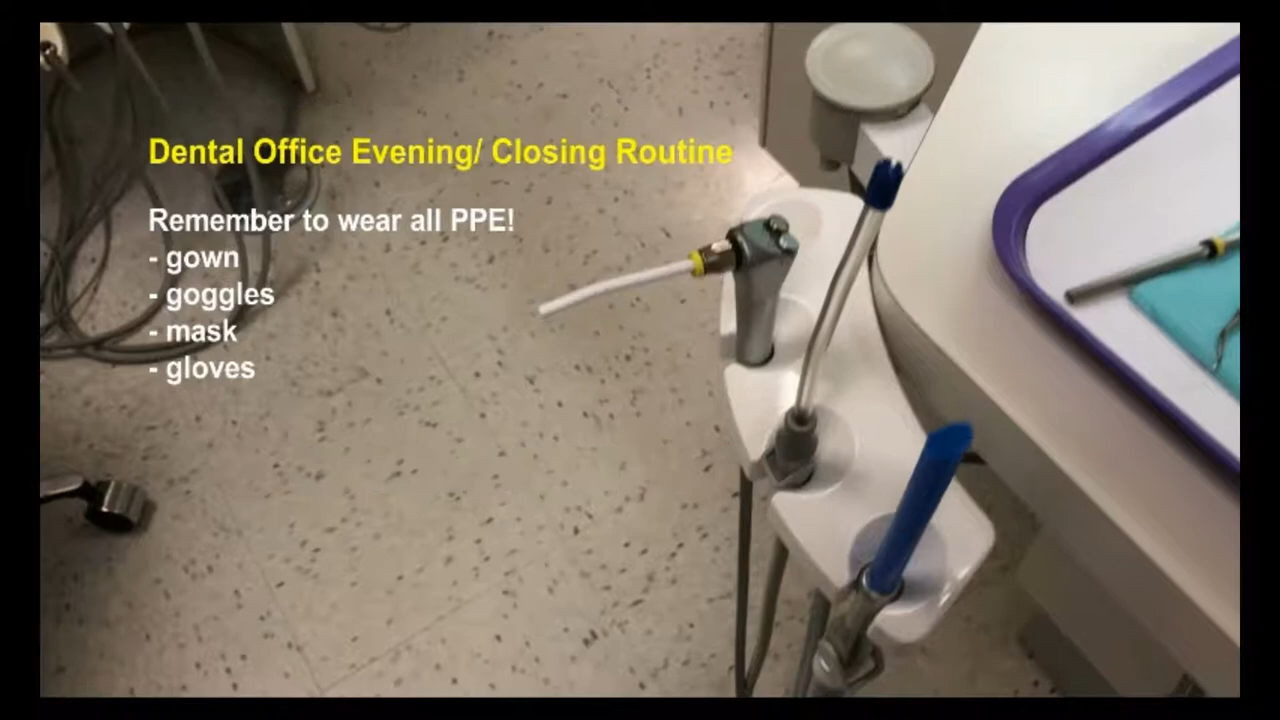 Dental Office Evening/ Closing Routine
Remember to wear all PPE!
- gown
- goggles
- mask
- gloves